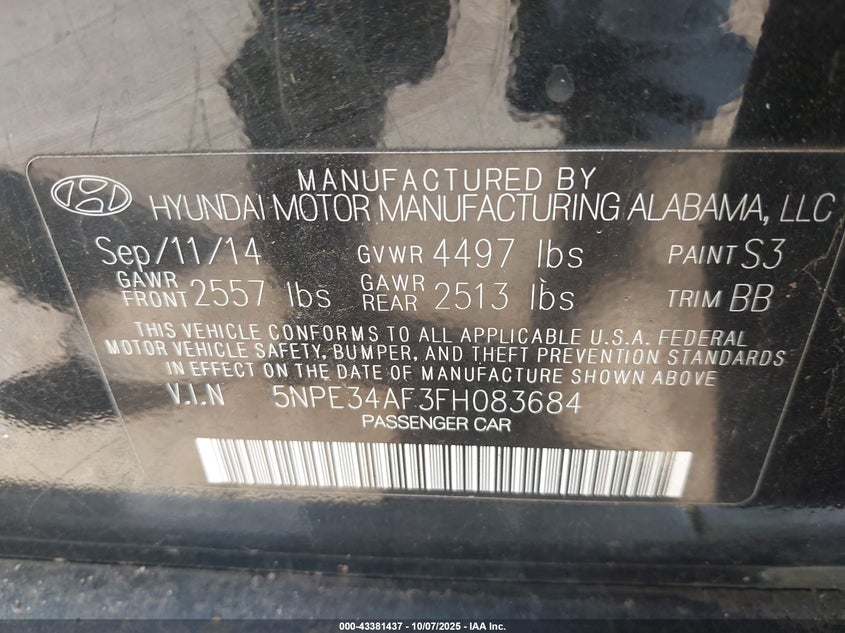 MANUFACTURED BY
HYUNDAI MOTOR MANUFACTURING ALABAMA, LLC
Sep/11/14 GVWR 4497 lbs PAINT S3
GAWR FRONT 2557 lbs GAWR REAR 2513 lbs TRIM BB
THIS VEHICLE CONFORMS TO ALL APPLICABLE U.S.A. FEDERAL
MOTOR VEHICLE SAFETY, BUMPER, AND THEFT PREVENTION STANDARDS
IN EFFECT ON THE DATE OF MANUFACTURE SHOWN ABOVE.
V.I.N 5NPE34AF3FH083684
PASSENGER CAR
000-43381437 - 10/07/2025 - IAA Inc.